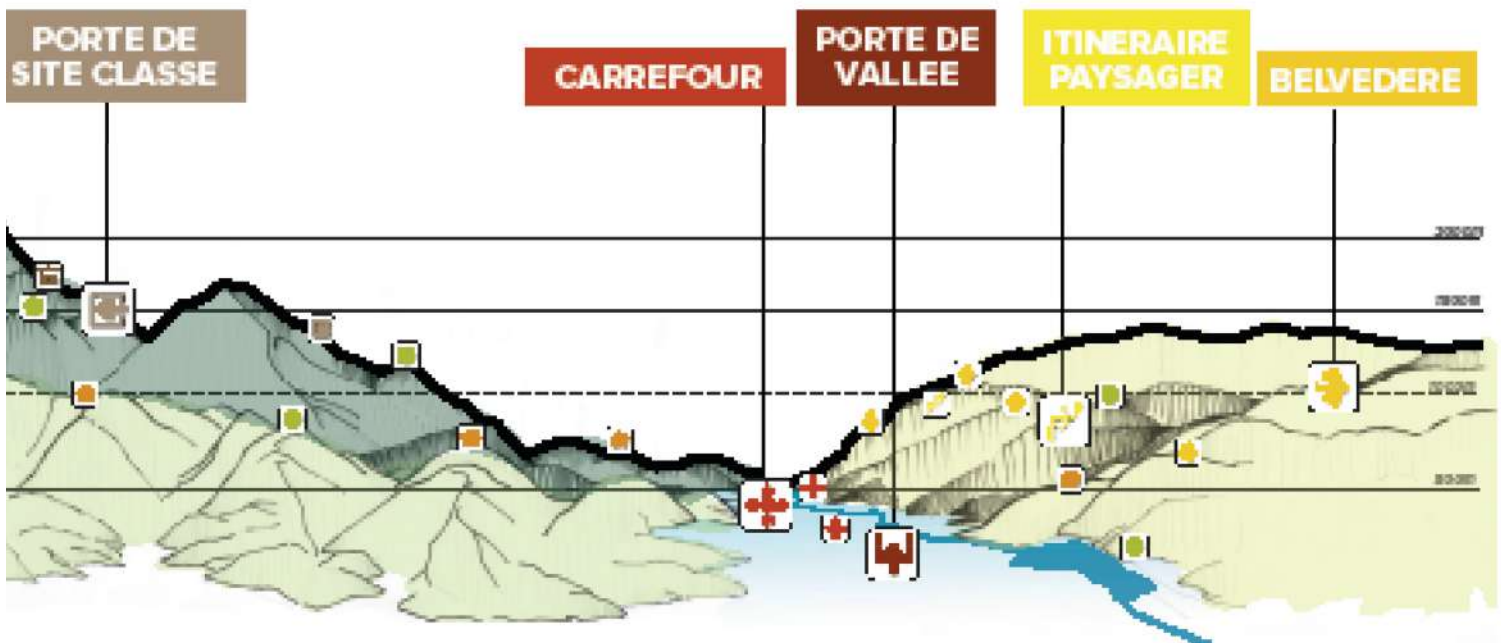 PORTE DE
SITE CLASSE
CARREFOUR
PORTE DE
VALLEE
ITINERAIRE
PAYSAGER
BELVEDERE